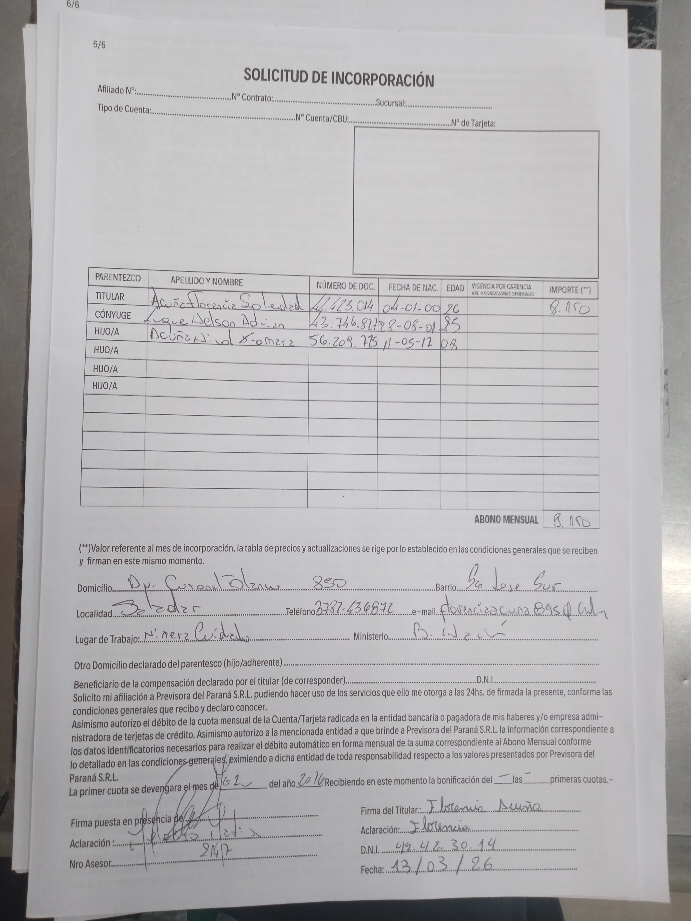 6/6
6/6
SOLICITUD DE INCORPORACIÓN
Afiliado N°: N° Contrato: Sucursal:
Tipo de Cuenta: N° Cuenta/CBU: N° de Tarjeta:
PARENTEZCO APELLIDO Y NOMBRE NÚMERO DE DOC. FECHA DE NAC. EDAD VIGENCIA POR CARENCIA IMPORTE (**)
TITULAR Acuña Florencia Soledad 42.423.014 04-01-00 26 8.150
CÓNYUGE Luque Nelson Adrian 25
HIJO/A Acuña 56.209.775 11-05-17 08
HIJO/A
HIJO/A
HIJO/A
ABONO MENSUAL 8.150
(**)Valor referente al mes de incorporación, la tabla de precios y actualizaciones se rige por lo establecido en las condiciones generales que se reciben
y firman en este mismo momento.
Domicilio 850 Barrio San Jose Sur
Localidad Teléfono e-mail
Lugar de Trabajo: Ministerio
Otro Domicilio declarado del parentesco (hijo/adherente)
Beneficiario de la compensación declarado por el titular (de corresponder) D.N.I.
Solicito mi afiliación a Previsora del Paraná S.R.L. pudiendo hacer uso de los servicios que ello me otorga a las 24hs. de firmada la presente, conforme las
condiciones generales que recibo y declaro conocer.
Asimismo autorizo el débito de la cuota mensual de la Cuenta/Tarjeta radicada en la entidad bancaria o pagadora de mis haberes y/o empresa admi-
nistradora de terjetas de crédito. Asimismo autorizo a la mencionada entidad a que brinde a Previsora del Paraná S.R.L. la información correspondiente a
los datos identificatorios necesarios para realizar el débito automático en forma mensual de la suma correspondiente al Abono Mensual conforme
lo detallado en las condiciones generales, eximiendo a dicha entidad de toda responsabilidad respecto a los valores presentados por Previsora del
Paraná S.R.L.
La primer cuota se devengara el mes de del año Recibiendo en este momento la bonificación del — las — primeras cuotas.-
Firma puesta en presencia de Firma del Titular: Florencia Acuña
Aclaración : Aclaración: Florencia
Nro Asesor D.N.I. 42.42.30.14
Fecha: 13/03/26